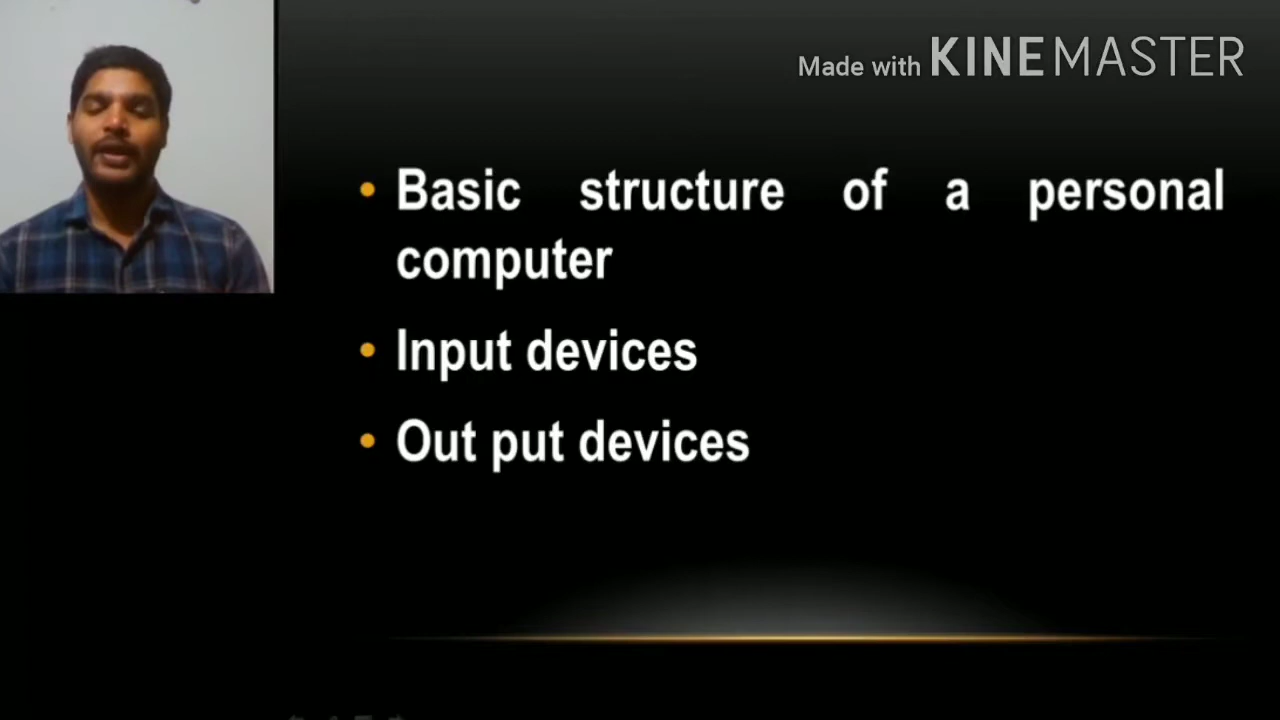 Made with KINEMASTER
• Basic structure of a personal
computer
• Input devices
• Out put devices